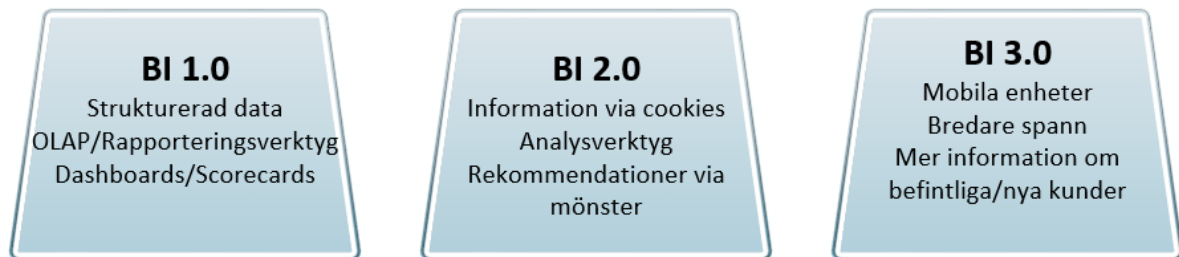 BI 1.0
Strukturerad data
OLAP/Rapporteringsverktyg
Dashboards/Scorecards
BI 2.0
Information via cookies
Analysverktyg
Rekommendationer via
mönster
BI 3.0
Mobila enheter
Bredare spann
Mer information om
befintliga/nya kunder